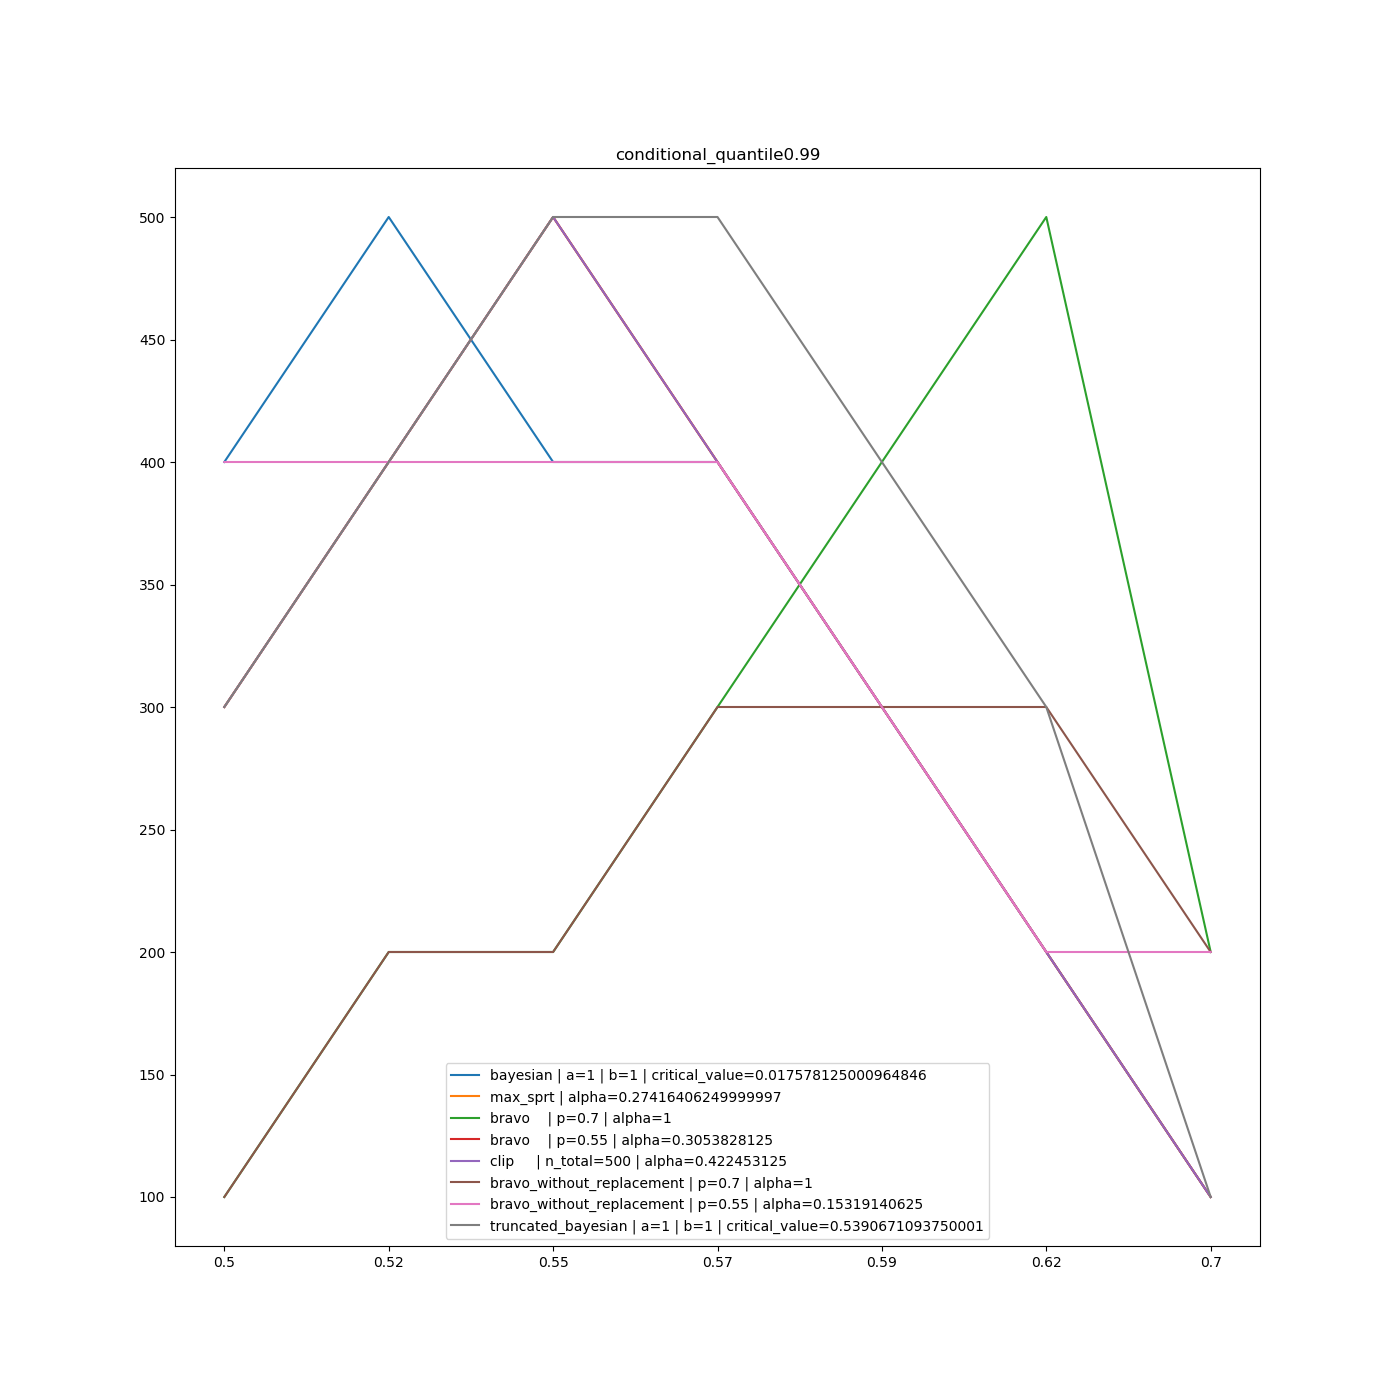 conditional_quantile0.99
500
450
400
350
300
250
200
150
100
bayesian | a=1 | b=1 | critical_value=0.017578125000964846
max_sprt | alpha=0.27416406249999997
bravo | p=0.7 | alpha=1
bravo | p=0.55 | alpha=0.3053828125
clip | n_total=500 | alpha=0.422453125
bravo_without_replacement | p=0.7 | alpha=1
bravo_without_replacement | p=0.55 | alpha=0.15319140625
truncated_bayesian | a=1 | b=1 | critical_value=0.5390671093750001
0.5 0.52 0.55 0.57 0.59 0.62 0.7